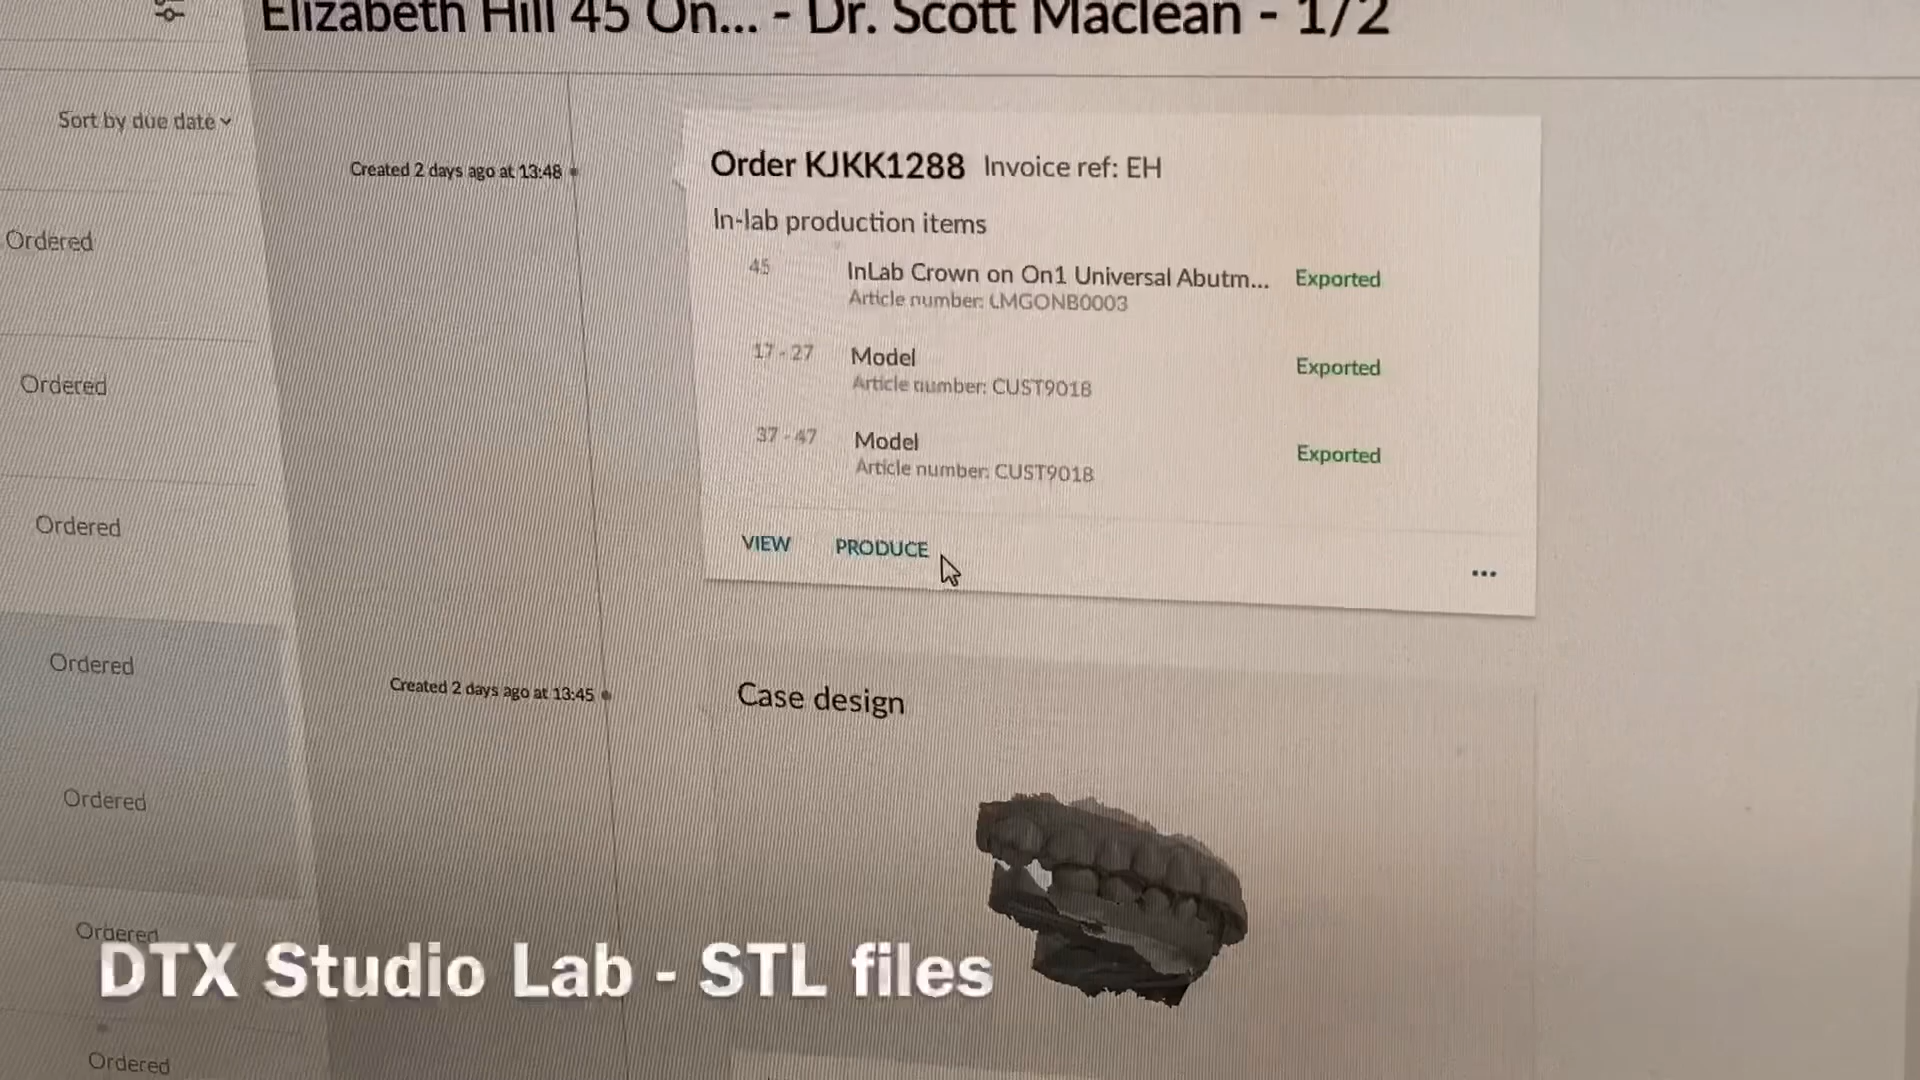 Elizabeth Hill 45 On... - Dr. Scott Maclean - 1/2
Sort by due date
Created 2 days ago at 13:48
Order KJKK1288 Invoice ref: EH
In-lab production items
45 InLab Crown on On1 Universal Abutm... Exported
Article number: LMGONB0003
17 - 27 Model Exported
Article number: CUST9018
37 - 47 Model Exported
Article number: CUST9018
VIEW PRODUCE ...
Ordered
Ordered
Ordered
Ordered
Ordered
Ordered
Ordered
Created 2 days ago at 13:45
Case design
DTX Studio Lab - STL files